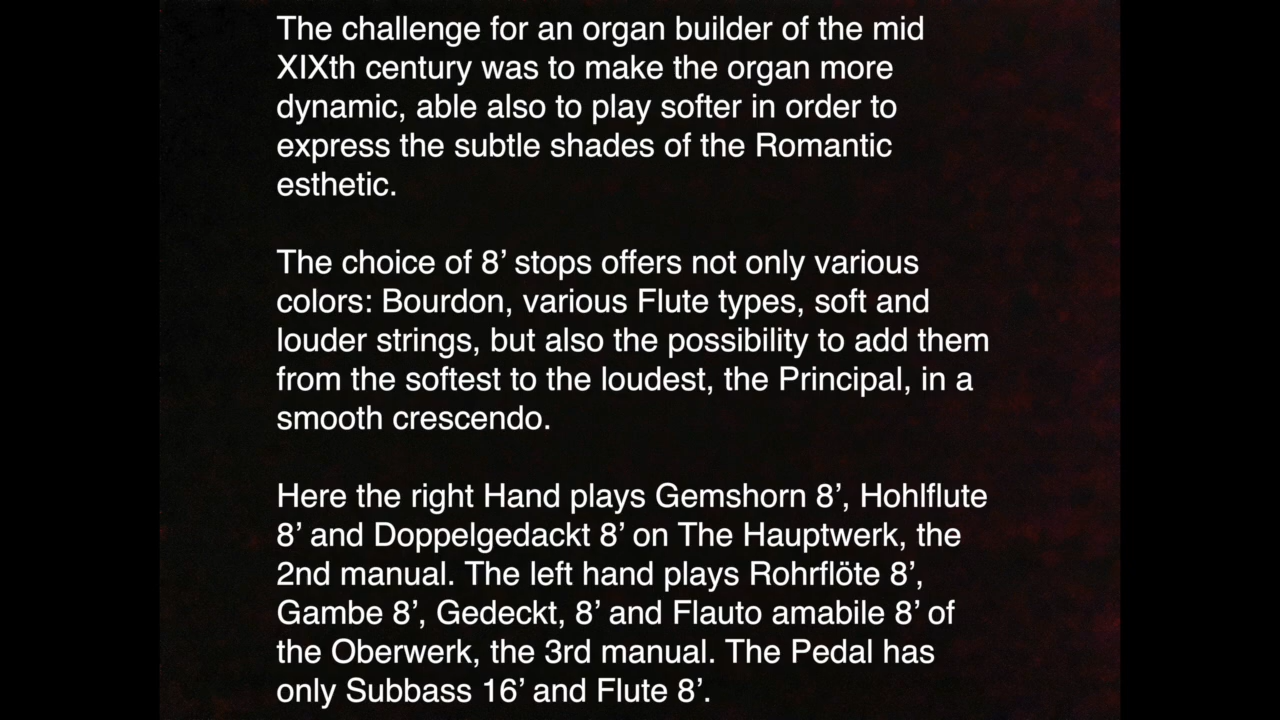 The challenge for an organ builder of the mid
XIXth century was to make the organ more
dynamic, able also to play softer in order to
express the subtle shades of the Romantic
esthetic.
The choice of 8’ stops offers not only various
colors: Bourdon, various Flute types, soft and
louder strings, but also the possibility to add them
from the softest to the loudest, the Principal, in a
smooth crescendo.
Here the right Hand plays Gemshorn 8’, Hohlflute
8’ and Doppelgedackt 8’ on The Hauptwerk, the
2nd manual. The left hand plays Rohrflöte 8’,
Gambe 8’, Gedeckt, 8’ and Flauto amabile 8’ of
the Oberwerk, the 3rd manual. The Pedal has
only Subbass 16’ and Flute 8’.